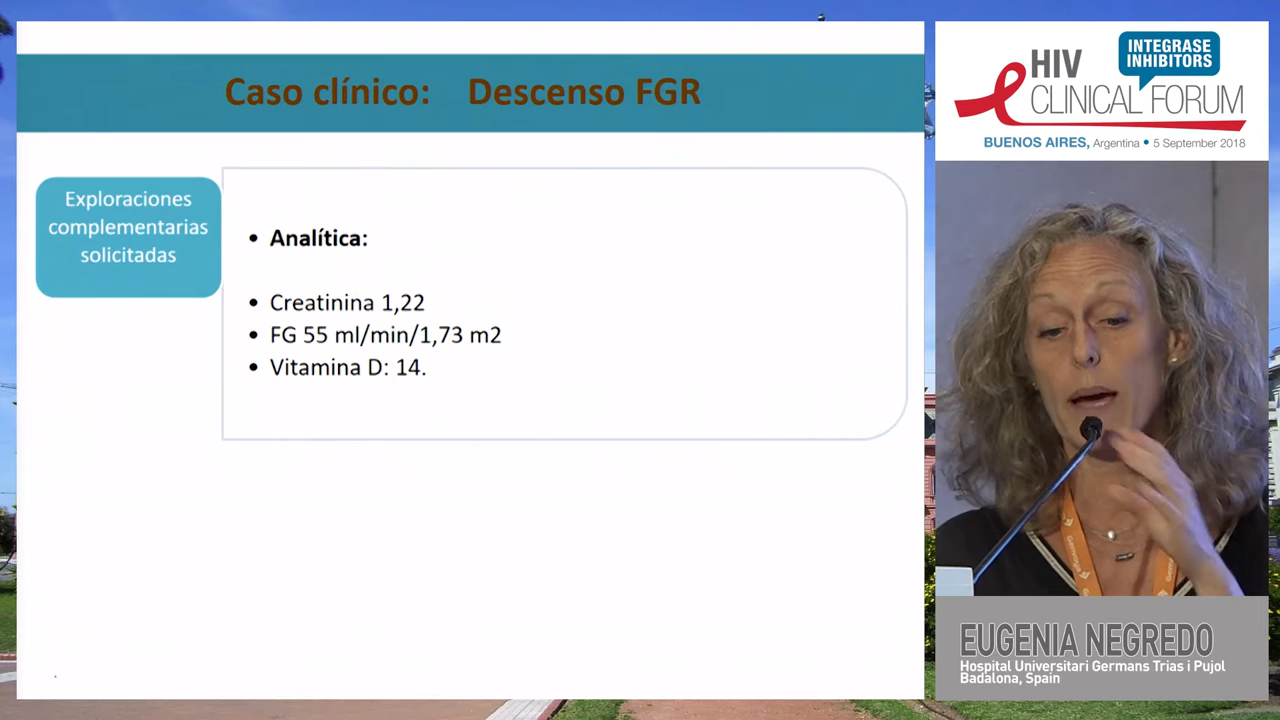 Caso clínico: Descenso FGR
Exploraciones
complementarias
solicitadas
• Analítica:
• Creatinina 1,22
• FG 55 ml/min/1,73 m2
• Vitamina D: 14.
HIV
CLINICAL FORUM
INTEGRASE
INHIBITORS
BUENOS AIRES, Argentina • 5 September 2018
EUGENIA NEGREDO
Hospital Universitari Germans Trias i Pujol
Badalona, Spain